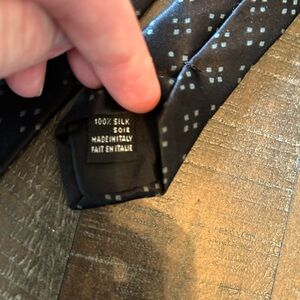 100% SILK
SOIE
MADE IN ITALY
FAIT EN ITALIE